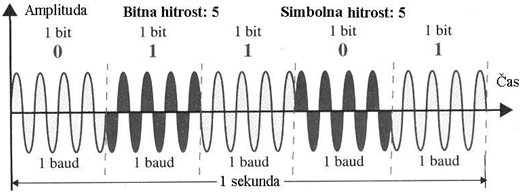 Amplituda Bitna hitrost: 5 Simbolna hitrost: 5
1 bit 1 bit 1 bit 1 bit 1 bit
0 1 1 0 1
Čas
1 baud 1 baud 1 baud 1 baud 1 baud
1 sekunda